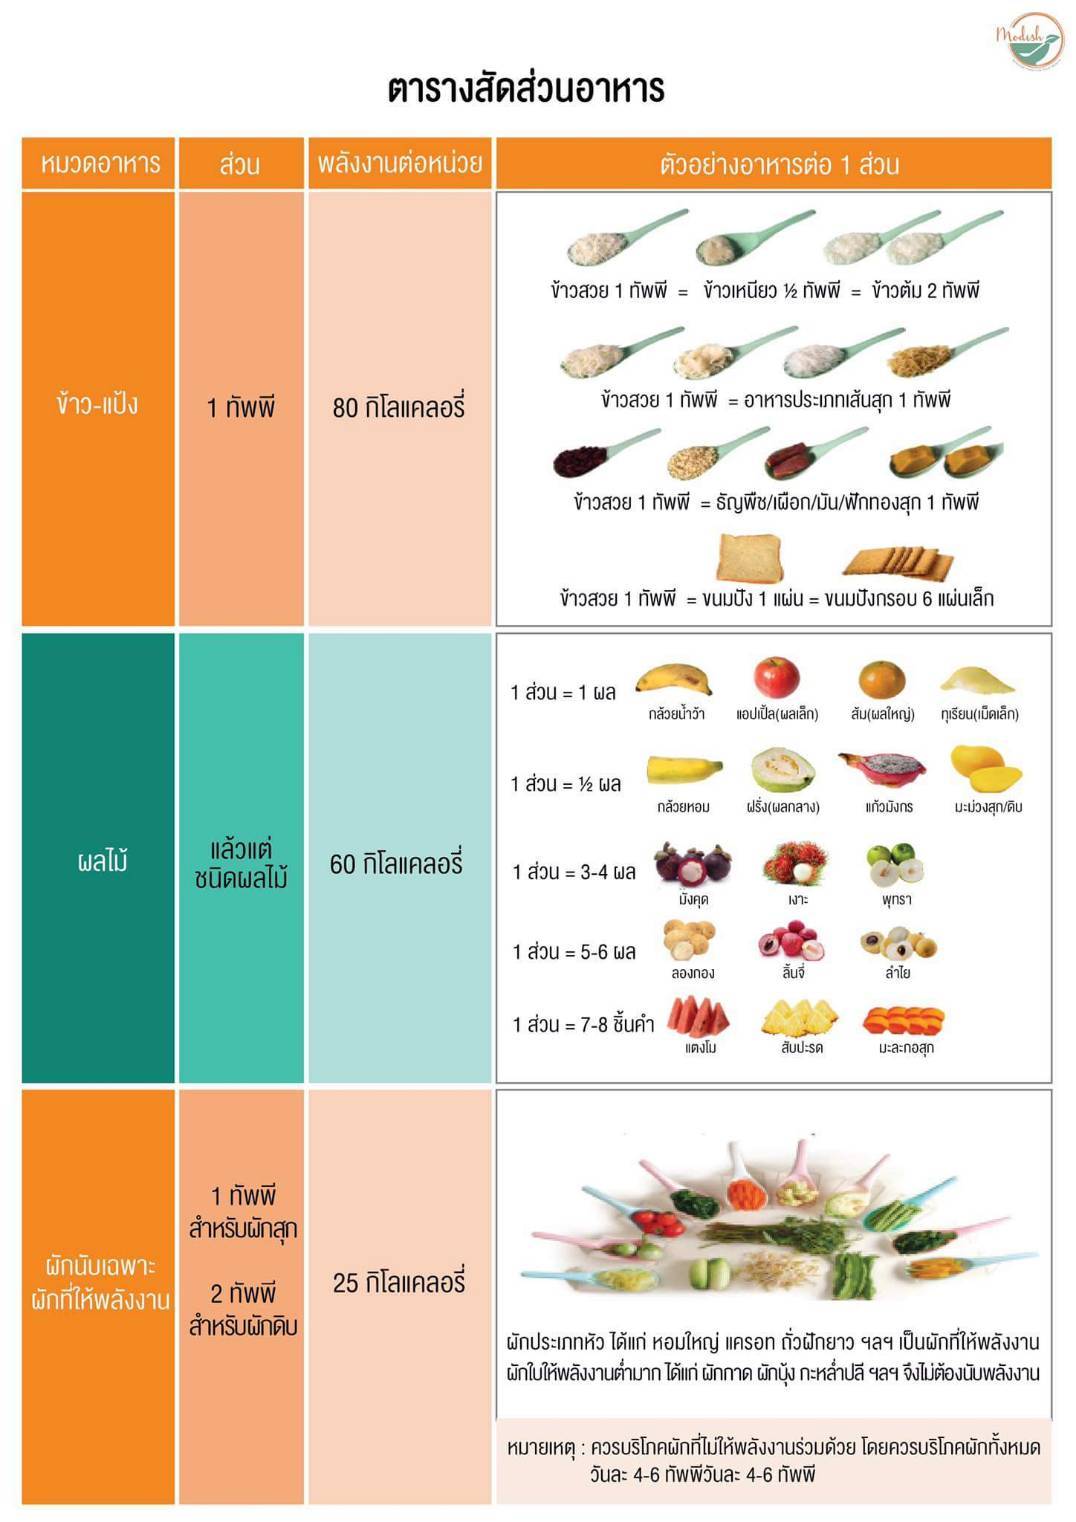 Modish
ตารางสัดส่วนอาหาร
หมวดอาหาร
ส่วน
พลังงานต่อหน่วย
ตัวอย่างอาหารต่อ 1 ส่วน
ข้าว-แป้ง
1 ทัพพี
80 กิโลแคลอรี่
ข้าวสวย 1 ทัพพี = ข้าวเหนียว ½ ทัพพี = ข้าวต้ม 2 ทัพพี
ข้าวสวย 1 ทัพพี = อาหารประเภทเส้นสุก 1 ทัพพี
ข้าวสวย 1 ทัพพี = ธัญพืช/เผือก/มัน/ฟักทองสุก 1 ทัพพี
ข้าวสวย 1 ทัพพี = ขนมปัง 1 แผ่น = ขนมปังกรอบ 6 แผ่นเล็ก
ผลไม้
แล้วแต่
ชนิดผลไม้
60 กิโลแคลอรี่
1 ส่วน = 1 ผล
กล้วยน้ำว้า
แอปเปิ้ล(ผลเล็ก)
ส้ม(ผลใหญ่)
ทุเรียน(เม็ดเล็ก)
1 ส่วน = ½ ผล
กล้วยหอม
ฝรั่ง(ผลกลาง)
แก้วมังกร
มะม่วงสุก/ดิบ
1 ส่วน = 3-4 ผล
มังคุด
เงาะ
พุทรา
1 ส่วน = 5-6 ผล
ลองกอง
ลิ้นจี่
ลำไย
1 ส่วน = 7-8 ชิ้นคำ
แตงโม
สับปะรด
มะละกอสุก
ผักนับเฉพาะ
ผักที่ให้พลังงาน
1 ทัพพี
สำหรับผักสุก
2 ทัพพี
สำหรับผักดิบ
25 กิโลแคลอรี่
ผักประเภทหัว ได้แก่ หอมใหญ่ แครอท ถั่วฝักยาว ฯลฯ เป็นผักที่ให้พลังงาน
ผักใบให้พลังงานต่ำมาก ได้แก่ ผักกาด ผักบุ้ง กะหล่ำปลี ฯลฯ จึงไม่ต้องนับพลังงาน
หมายเหตุ : ควรบริโภคผักที่ไม่ให้พลังงานร่วมด้วย โดยควรบริโภคผักทั้งหมด
วันละ 4-6 ทัพพีวันละ 4-6 ทัพพี